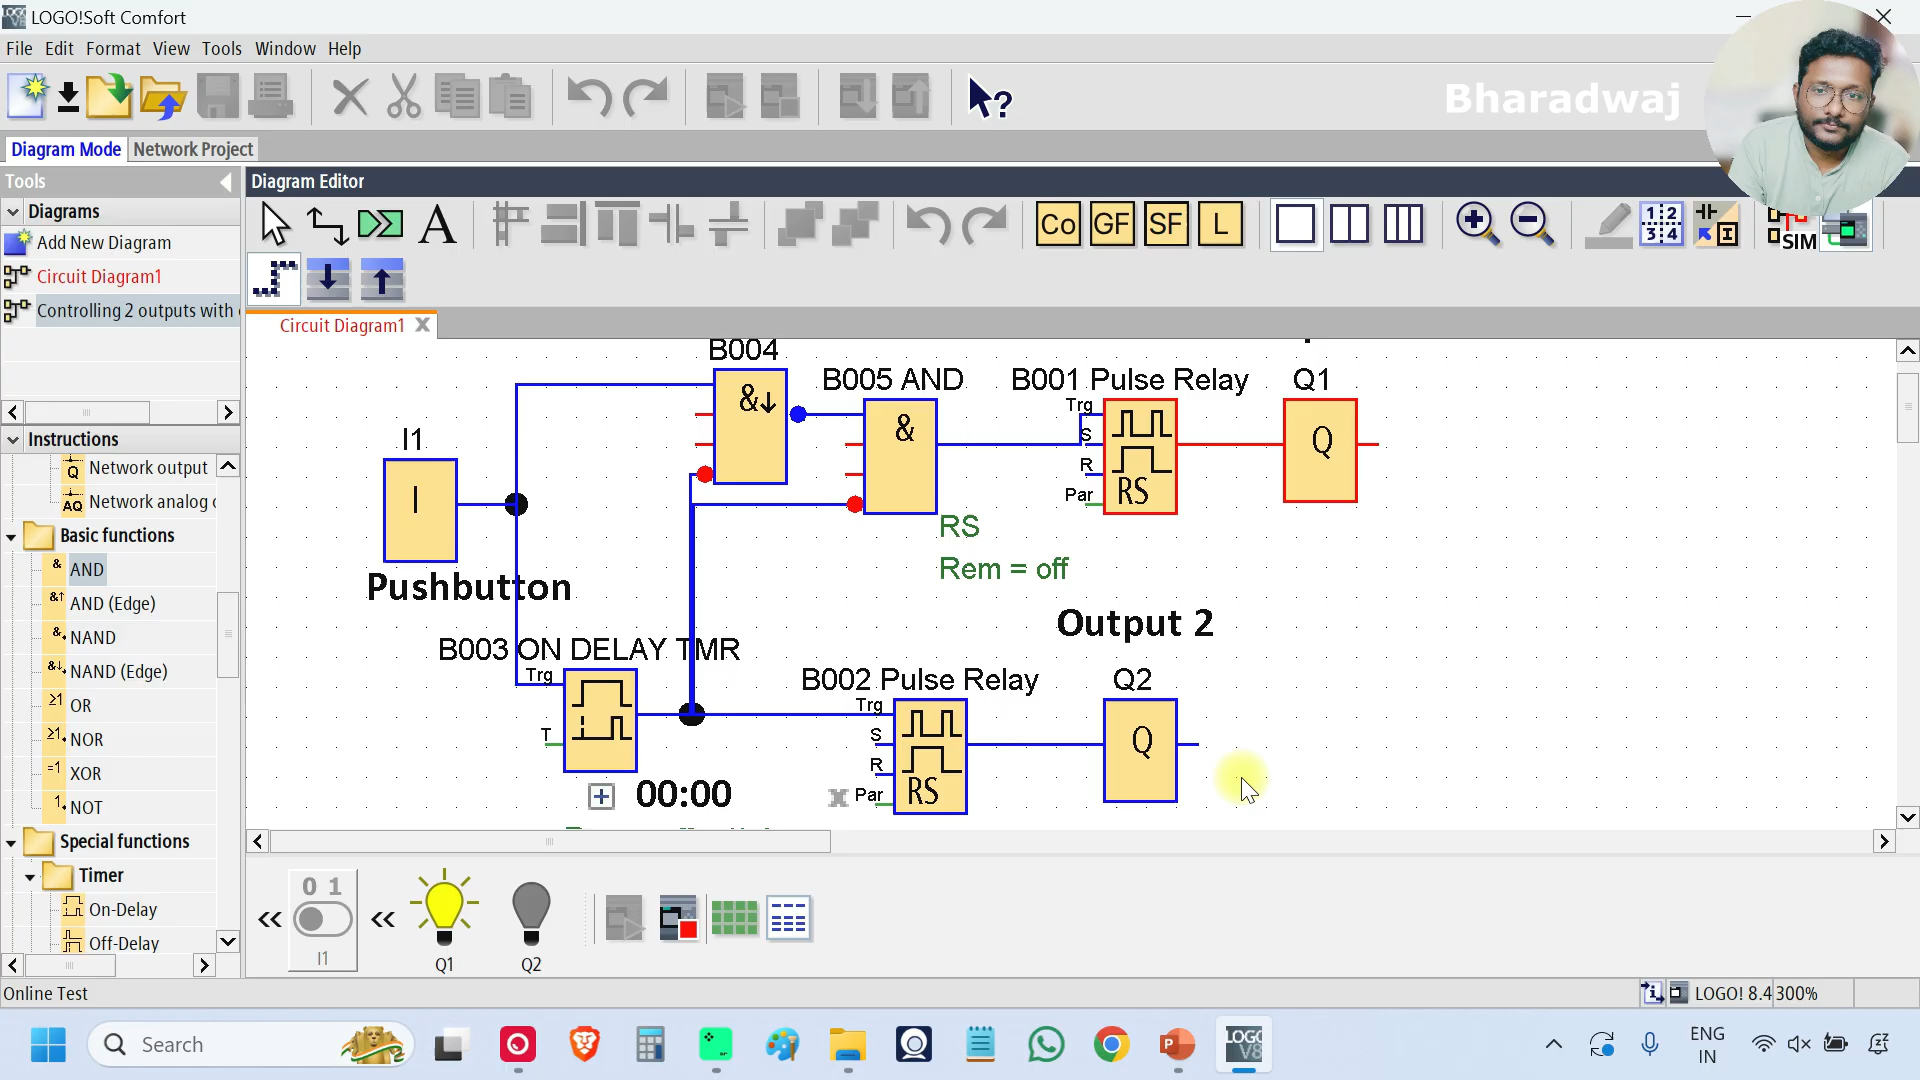 LOGO!Soft Comfort
File Edit Format View Tools Window Help
Bharadwaj
Diagram Mode Network Project
Tools
Diagram Editor
Diagrams
Add New Diagram
Circuit Diagram1
Controlling 2 outputs with
Co GF SF L
SIM
Circuit Diagram1
Instructions
Network output
Network analog
Basic functions
AND
AND (Edge)
NAND
NAND (Edge)
OR
NOR
XOR
NOT
Special functions
Timer
On-Delay
Off-Delay
B004
B005 AND
B001 Pulse Relay
Q1
&↓
&
Trg
S
R
Par
RS
Q
I1
I
Pushbutton
RS
Rem = off
Output 2
B003 ON DELAY TMR
Trg
T
00:00
B002 Pulse Relay
Q2
Trg
S
R
Par
RS
Q
0 1
I1
Q1
Q2
Online Test
LOGO! 8.4 300%
Search
LOGO
V8
ENG
IN